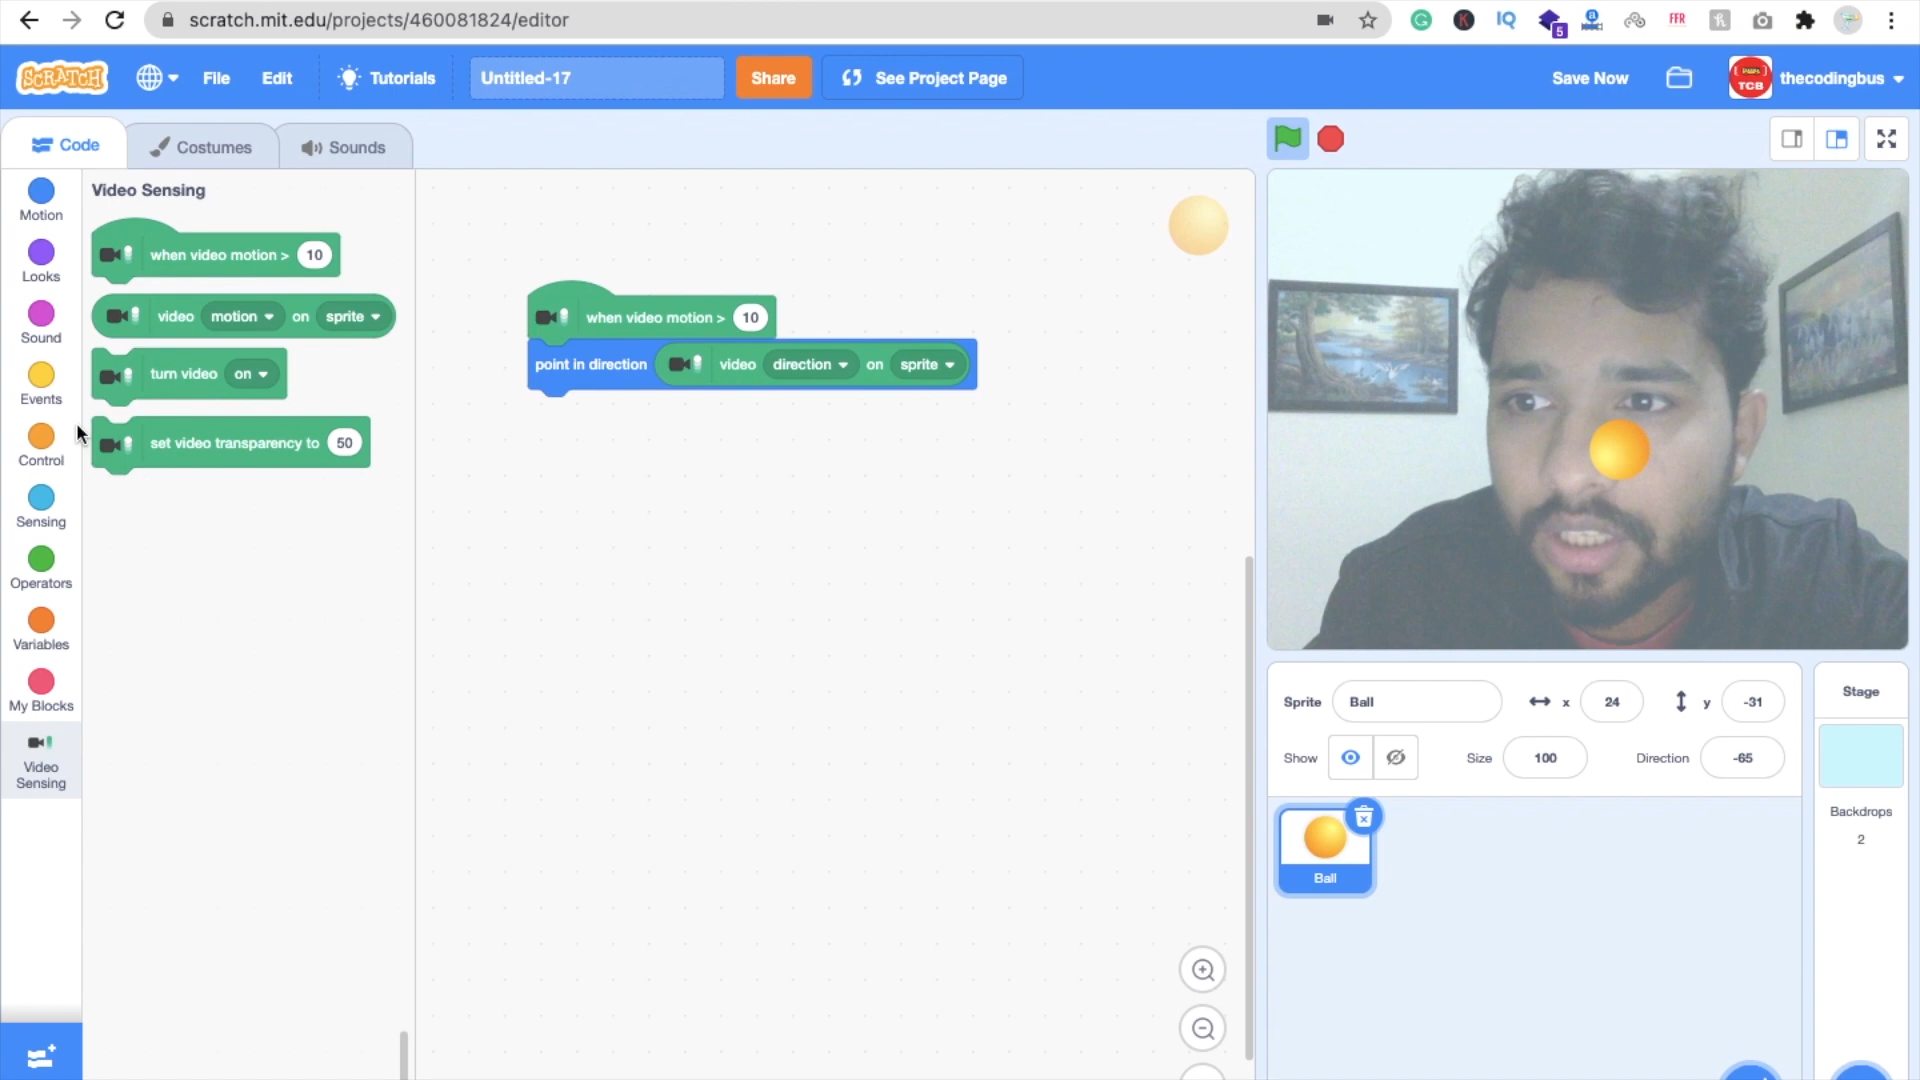 scratch.mit.edu/projects/460081824/editor
IQ
5
a
FFR
SCRATCH
File
Edit
Tutorials
Untitled-17
Share
See Project Page
Save Now
TCB
thecodingbus
Code
Costumes
Sounds
Motion
Looks
Sound
Events
Control
Sensing
Operators
Variables
My Blocks
Video
Sensing
Video Sensing
when video motion > 10
video motion on sprite
turn video on
set video transparency to 50
when video motion > 10
point in direction video direction on sprite
Sprite Ball x 24 y -31
Show Size 100 Direction -65
Ball
Stage
Backdrops
2